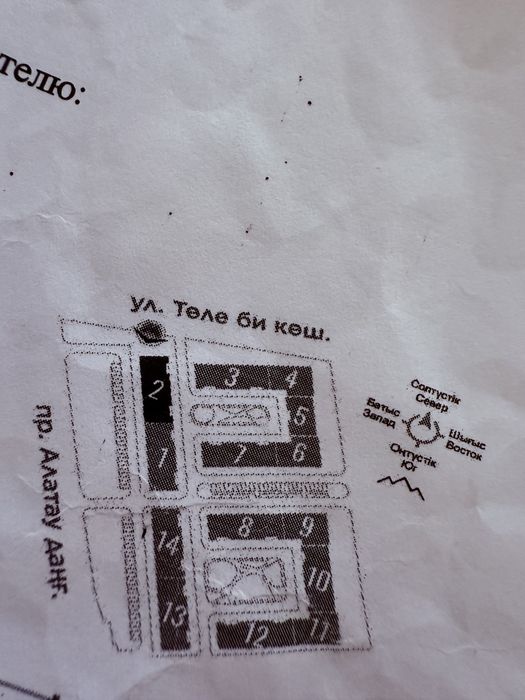 телю:
ул. Төле би көш.
пр. Алатау даңғ.
2
3
4
5
1
7
6
Солтүстік
Север
Батыс
Запад
Шығыс
Восток
Оңтүстік
Юг
14
8
9
10
13
12
11